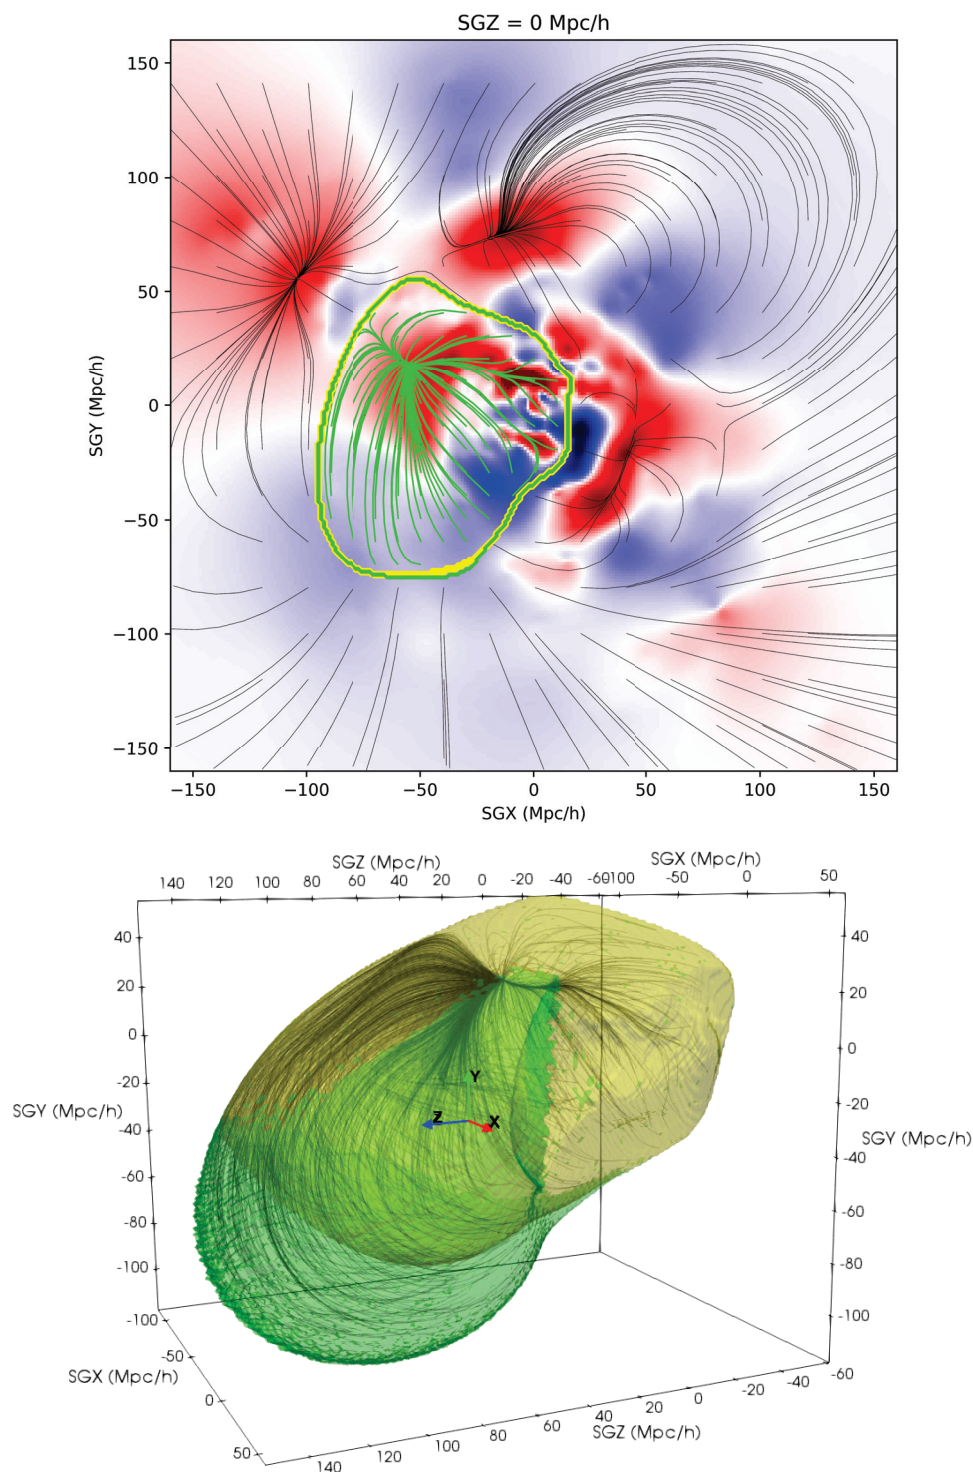 SGZ = 0 Mpc/h
150
100
50
0
−50
−100
−150
SGY (Mpc/h)
−150 −100 −50 0 50 100 150
SGX (Mpc/h)
SGZ (Mpc/h) SGX (Mpc/h)
140 120 100 80 60 40 20 0 -20 -40 -60 -100 -50 0 50
40 20 0 -20 -40 -60 -80 -100
SGY (Mpc/h)
40 20 0 -20 -40 -60 -80 -100
SGY (Mpc/h)
Y
Z X
-100 -50 0 50
SGX (Mpc/h)
140 120 100 80 60 40 20 0 -20 -40 -60
SGZ (Mpc/h)